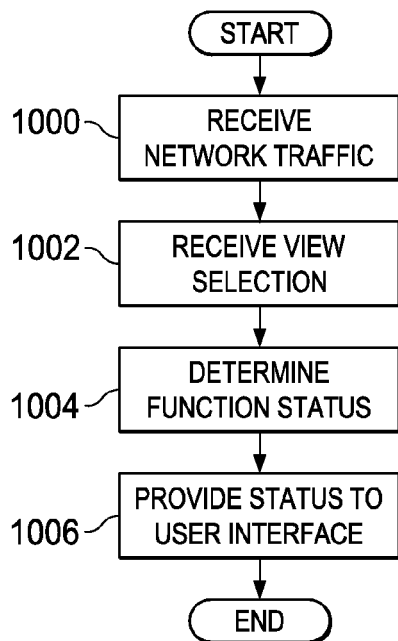 START
1000
RECEIVE
NETWORK TRAFFIC
1002
RECEIVE VIEW
SELECTION
1004
DETERMINE
FUNCTION STATUS
1006
PROVIDE STATUS TO
USER INTERFACE
END